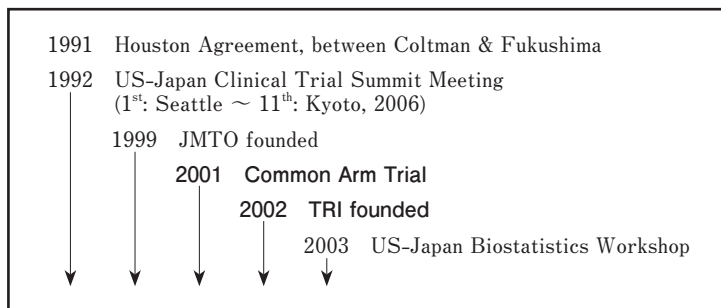 1991 Houston Agreement, between Coltman & Fukushima
1992 US-Japan Clinical Trial Summit Meeting
(1st: Seattle ~ 11th: Kyoto, 2006)
1999 JMTO founded
2001 Common Arm Trial
2002 TRI founded
2003 US-Japan Biostatistics Workshop